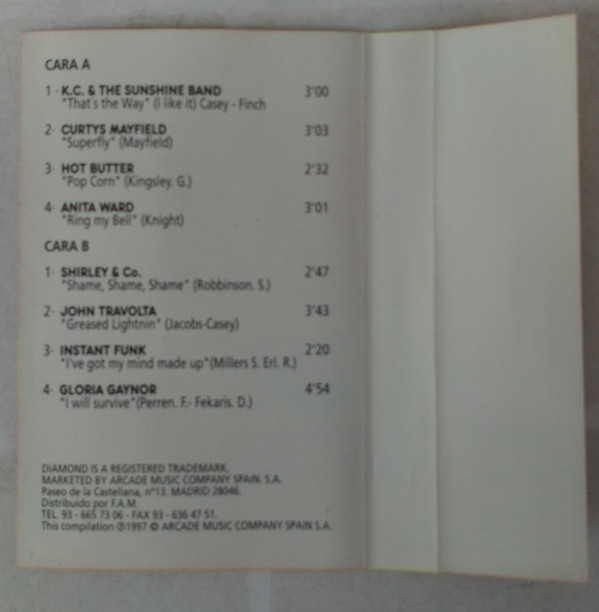 CARA A
1 · K.C. & THE SUNSHINE BAND 3'00
"That's the Way" (I like it) Casey - Finch
2 · CURTYS MAYFIELD 3'03
"Superfly" (Mayfield)
3 · HOT BUTTER 2'32
"Pop Corn" (Kingsley. G.)
4 · ANITA WARD 3'01
"Ring my Bell" (Knight)
CARA B
1 · SHIRLEY & Co. 2'47
"Shame, Shame, Shame" (Robbinson. S.)
2 · JOHN TRAVOLTA 3'43
"Greased Lightnin" (Jacobs-Casey)
3 · INSTANT FUNK 2'20
"I've got my mind made up"(Millers S. Erl. R.)
4 · GLORIA GAYNOR 4'54
"I will survive"(Perren. F.- Fekaris. D.)
DIAMOND IS A REGISTERED TRADEMARK.
MARKETED BY ARCADE MUSIC COMPANY SPAIN. S.A.
Paseo de la Castellana, nº13. MADRID 28046.
Distribuido por F.A.M.
TEL. 93 - 665 73 06 - FAX 93 - 636 47 51.
This compilation ℗1997 © ARCADE MUSIC COMPANY SPAIN S.A.